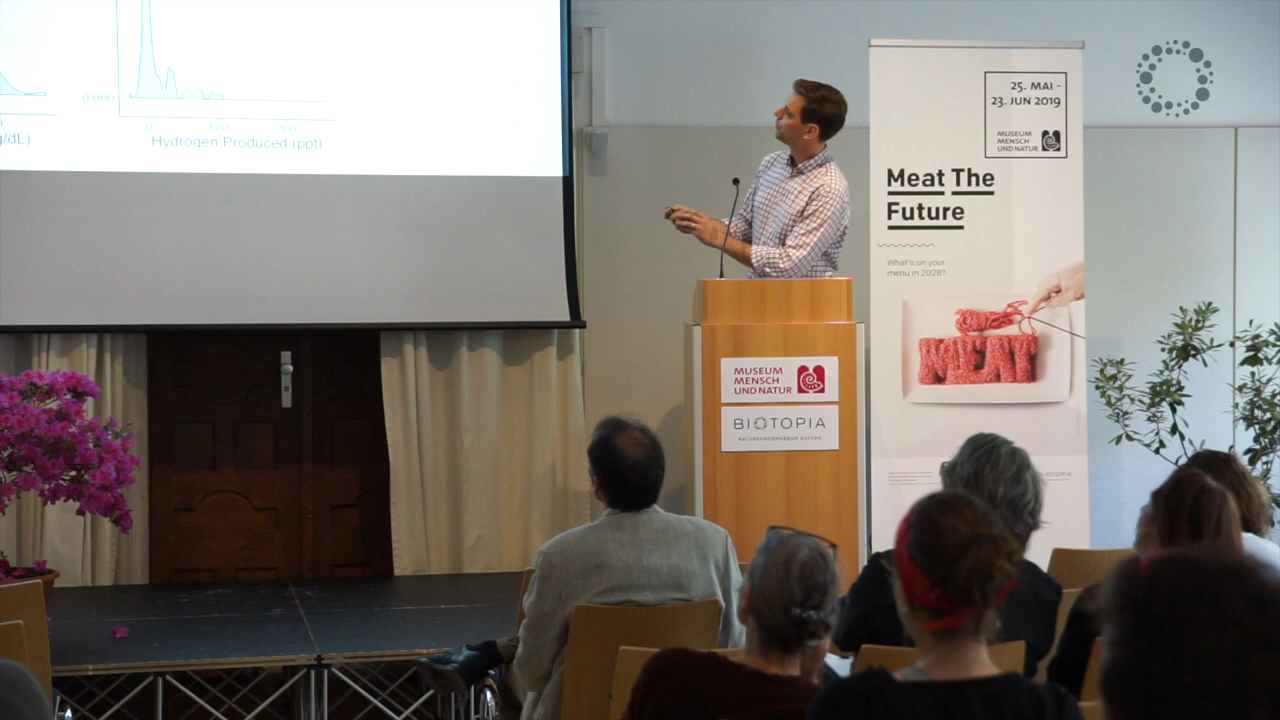 0.000
0
100
200
g/dL)
Hydrogen Produced (ppt)
25. MAI -
23. JUN 2019
MUSEUM
MENSCH
UND NATUR
Meat The
Future
What's on your
menu in 2028?
MEAT
MUSEUM
MENSCH
UND NATUR
BIOTOPIA
NATURKUNDEMUSEUM BAYERN